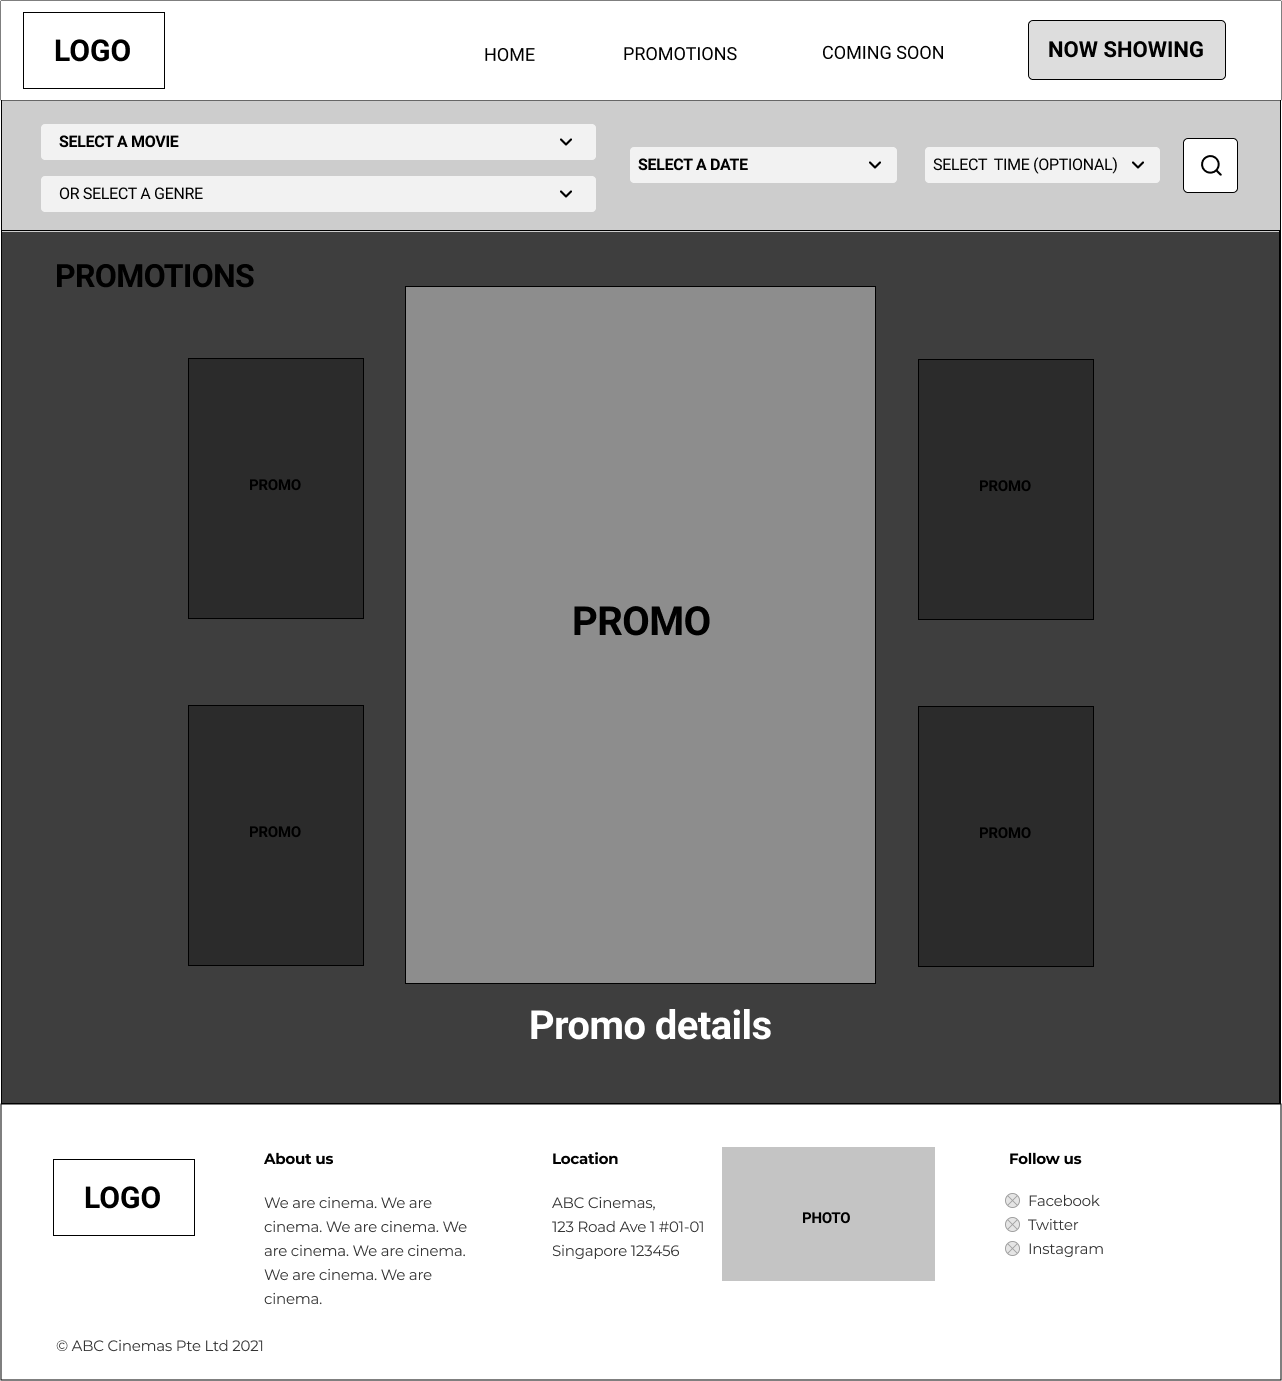 LOGO
HOME
PROMOTIONS
COMING SOON
NOW SHOWING
SELECT A MOVIE
OR SELECT A GENRE
SELECT A DATE
SELECT  TIME (OPTIONAL)
PROMOTIONS
PROMO
PROMO
PROMO
PROMO
PROMO
Promo details
LOGO
About us
We are cinema. We are
cinema. We are cinema. We
are cinema. We are cinema.
We are cinema. We are
cinema.
Location
ABC Cinemas,
123 Road Ave 1 #01-01
Singapore 123456
PHOTO
Follow us
Facebook
Twitter
Instagram
© ABC Cinemas Pte Ltd 2021